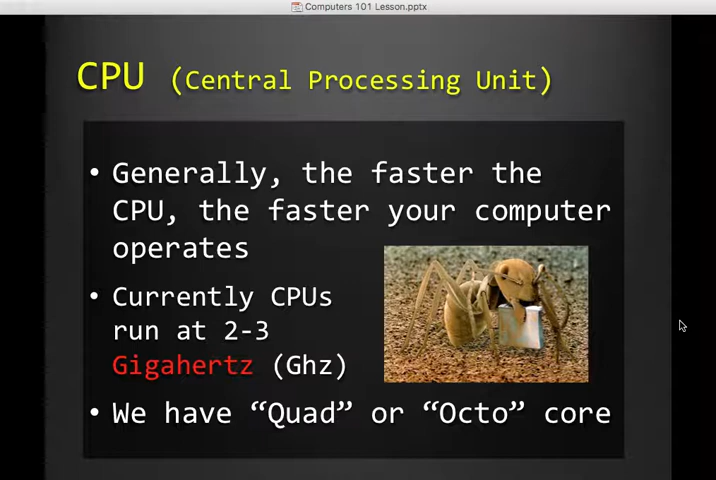 Computers 101 Lesson.pptx
CPU (Central Processing Unit)
• Generally, the faster the
CPU, the faster your computer
operates
• Currently CPUs
run at 2-3
Gigahertz (Ghz)
• We have “Quad” or “Octo” core